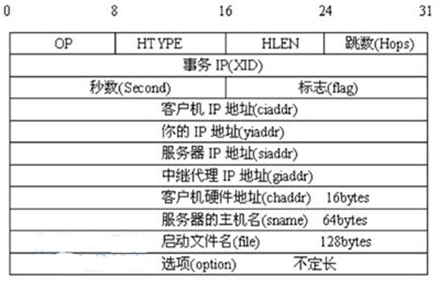 0 8 16 24 31
OP HTYPE HLEN 跳数(Hops)
事务 IP(XID)
秒数(Second) 标志(flag)
客户机 IP 地址(ciaddr)
你的 IP 地址(yiaddr)
服务器 IP 地址(siaddr)
中继代理 IP 地址(giaddr)
客户机硬件地址(chaddr) 16bytes
服务器的主机名(sname) 64bytes
启动文件名(file) 128bytes
选项(option) 不定长